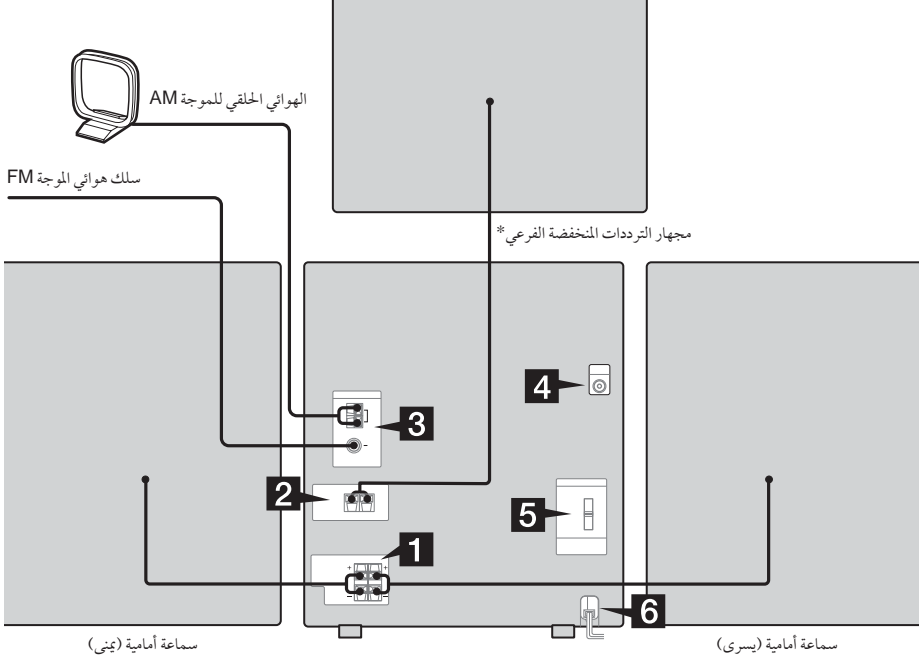 الهوائي الحلقي للموجة AM
سلك هوائي الموجة FM
مجهار الترددات المنخفضة الفرعي*
4
3
2
5
1
+ +
– –
6
سماعة أمامية (يسرى)
سماعة أمامية (يمنى)